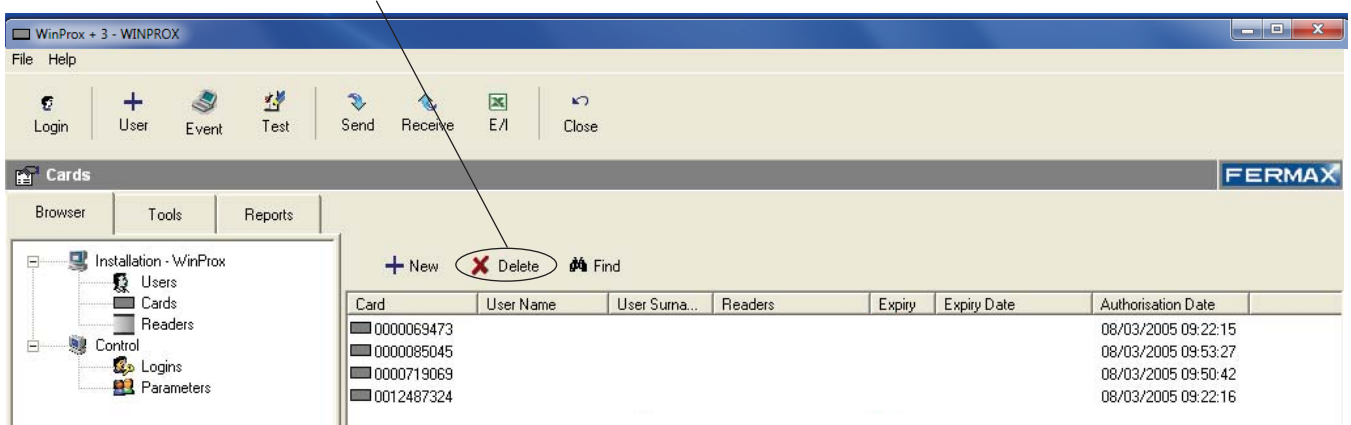 WinProx + 3 - WINPROX
File Help
Login User Event Test Send Receive E/I Close
Cards FERMAX
Browser Tools Reports
Installation - WinProx
Users
Cards
Readers
Control
Logins
Parameters
New Delete Find
Card User Name User Surna... Readers Expiry Expiry Date Authorisation Date
0000069473 08/03/2005 09:22:15
0000085045 08/03/2005 09:53:27
0000719069 08/03/2005 09:50:42
0012487324 08/03/2005 09:22:16